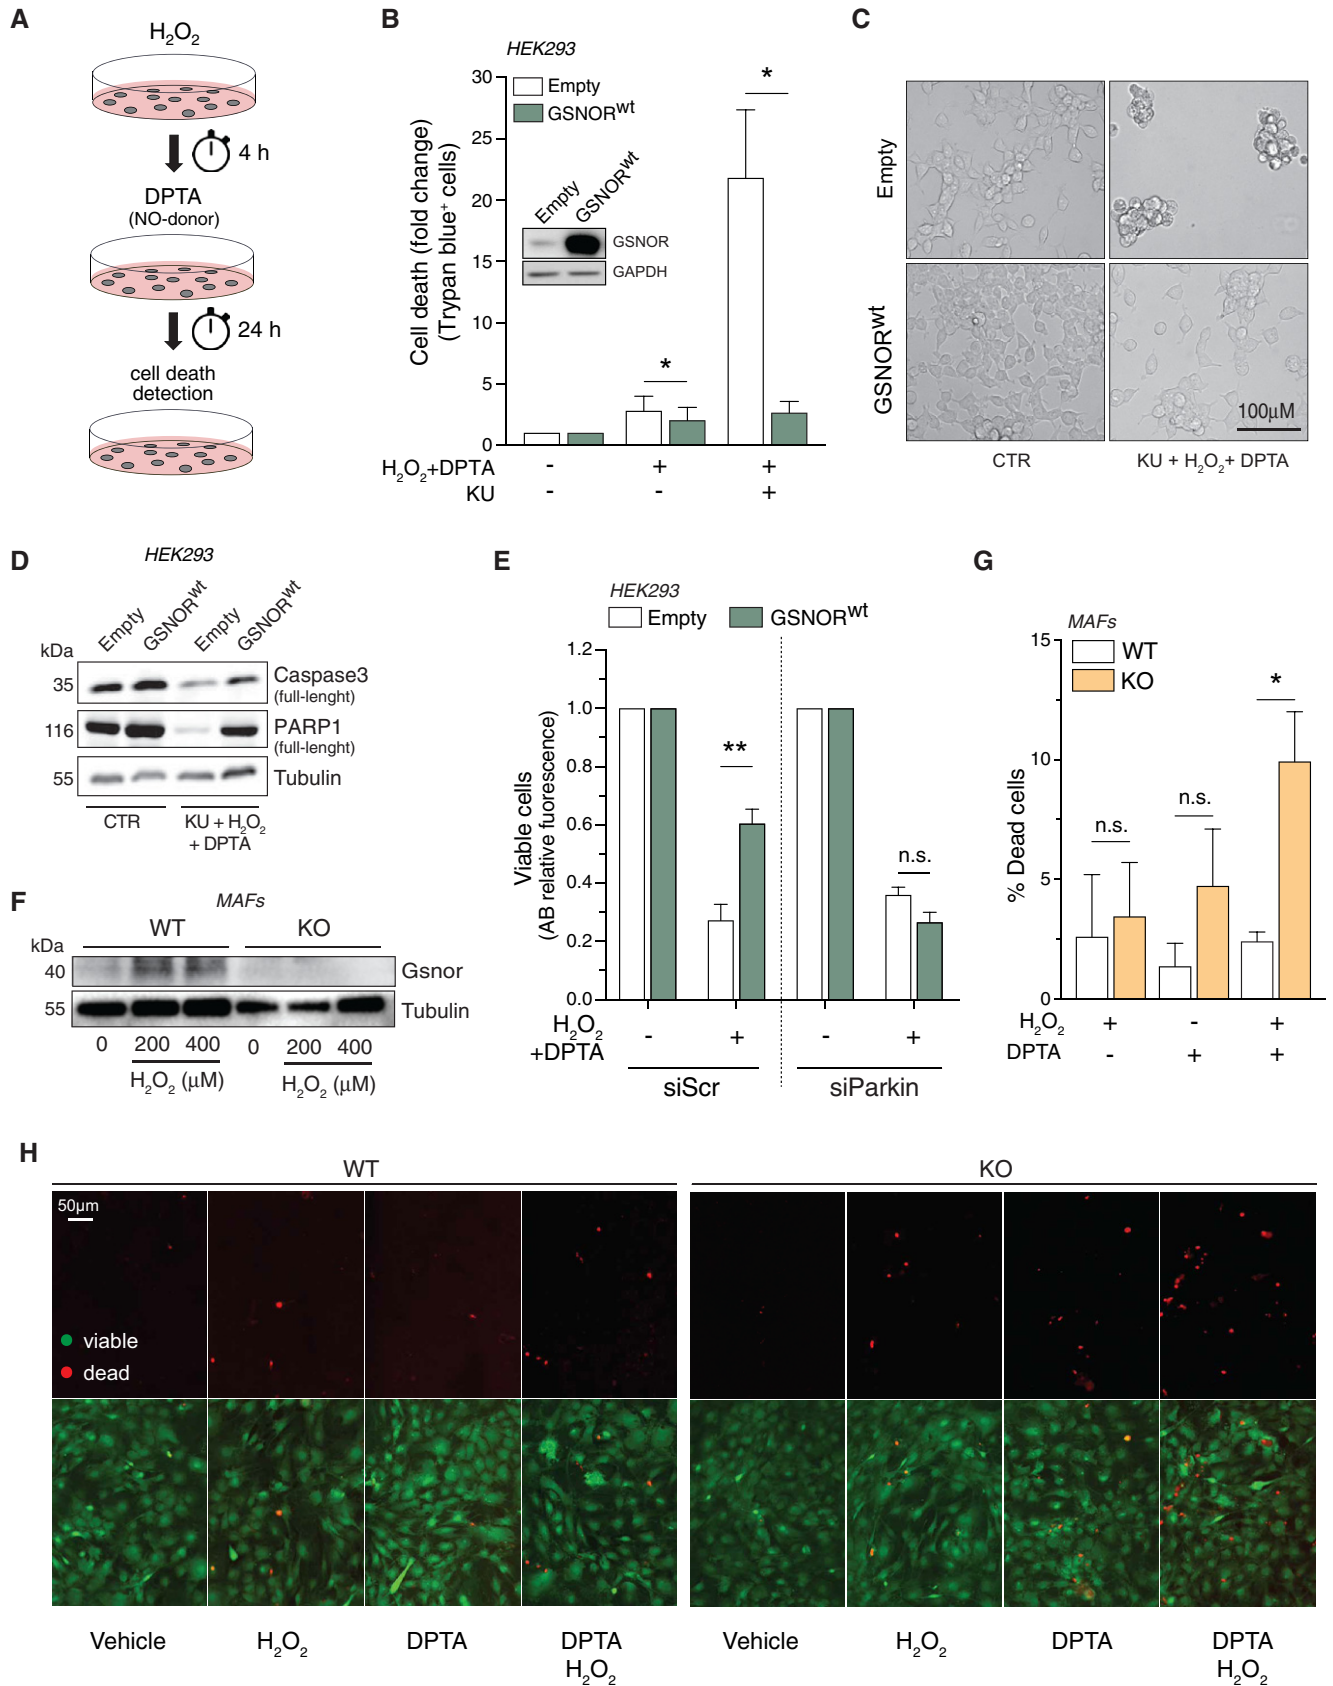 A
H2O2
4 h
DPTA
(NO-donor)
24 h
cell death
detection
B
HEK293
Empty
GSNORwt
Cell death (fold change)
(Trypan blue+ cells)
30
25
20
15
10
5
0
*
*
Empty
GSNORwt
GSNOR
GAPDH
H2O2+DPTA - + +
KU - - +
C
Empty
GSNORwt
100µM
CTR
KU + H2O2+ DPTA
D
HEK293
Empty
GSNORwt
Empty
GSNORwt
kDa
35
Caspase3
(full-lenght)
116
PARP1
(full-lenght)
55
Tubulin
CTR
KU + H2O2
+ DPTA
E
HEK293
Empty
GSNORwt
Viable cells
(AB relative fuorescence)
1.2
1.0
0.8
0.6
0.4
0.2
0.0
**
n.s.
H2O2
+DPTA
- + - +
siScr
siParkin
F
MAFs
WT
KO
kDa
40
Gsnor
55
Tubulin
0 200 400 0 200 400
H2O2 (µM)
H2O2 (µM)
G
MAFs
WT
KO
% Dead cells
15
10
5
0
n.s.
n.s.
*
H2O2 + - +
DPTA - + +
H
WT
KO
50µm
viable
dead
Vehicle
H2O2
DPTA
DPTA
H2O2
Vehicle
H2O2
DPTA
DPTA
H2O2